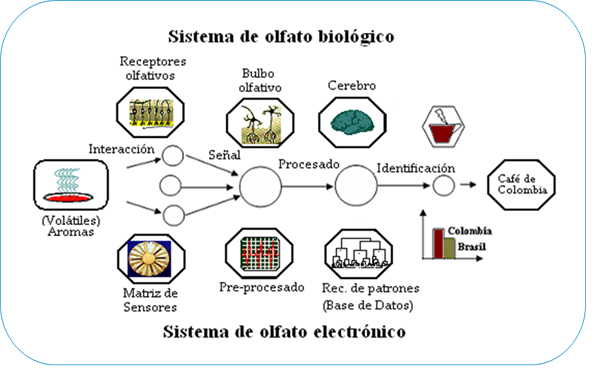 Sistema de olfato biológico
Receptores
olfativos
Bulbo
olfativo
Cerebro
Interacción
Señal
Procesado
Identificación
Café de
Colombia
(Volátiles)
Aromas
Colombia
Brasil
Matriz de
Sensores
Pre-procesado
Rec. de patrones
(Base de Datos)
Sistema de olfato electrónico